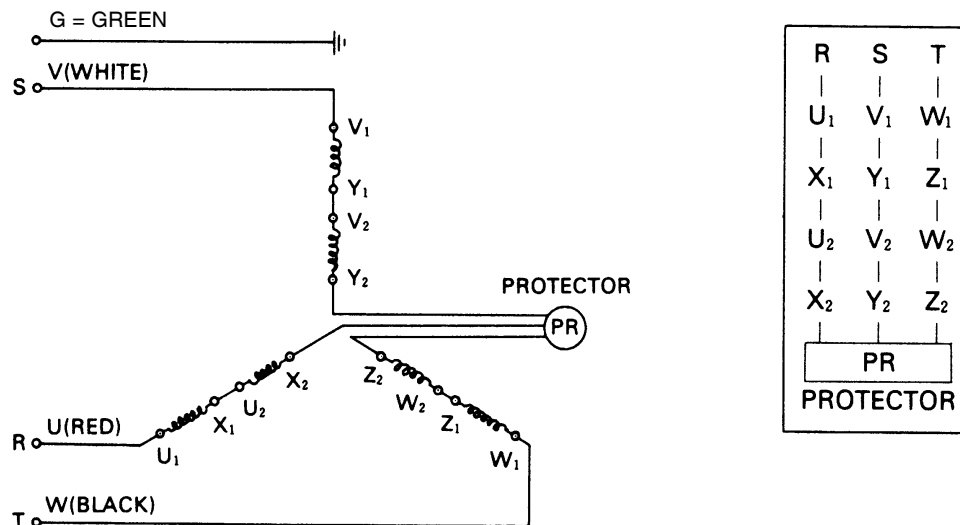 G = GREEN
S V(WHITE)
V₁
Y₁
V₂
Y₂
PROTECTOR
PR
X₂
U₂
X₁
U₁
Z₂
W₂
Z₁
W₁
R U(RED)
T W(BLACK)
R S T
U₁ V₁ W₁
X₁ Y₁ Z₁
U₂ V₂ W₂
X₂ Y₂ Z₂
PR
PROTECTOR